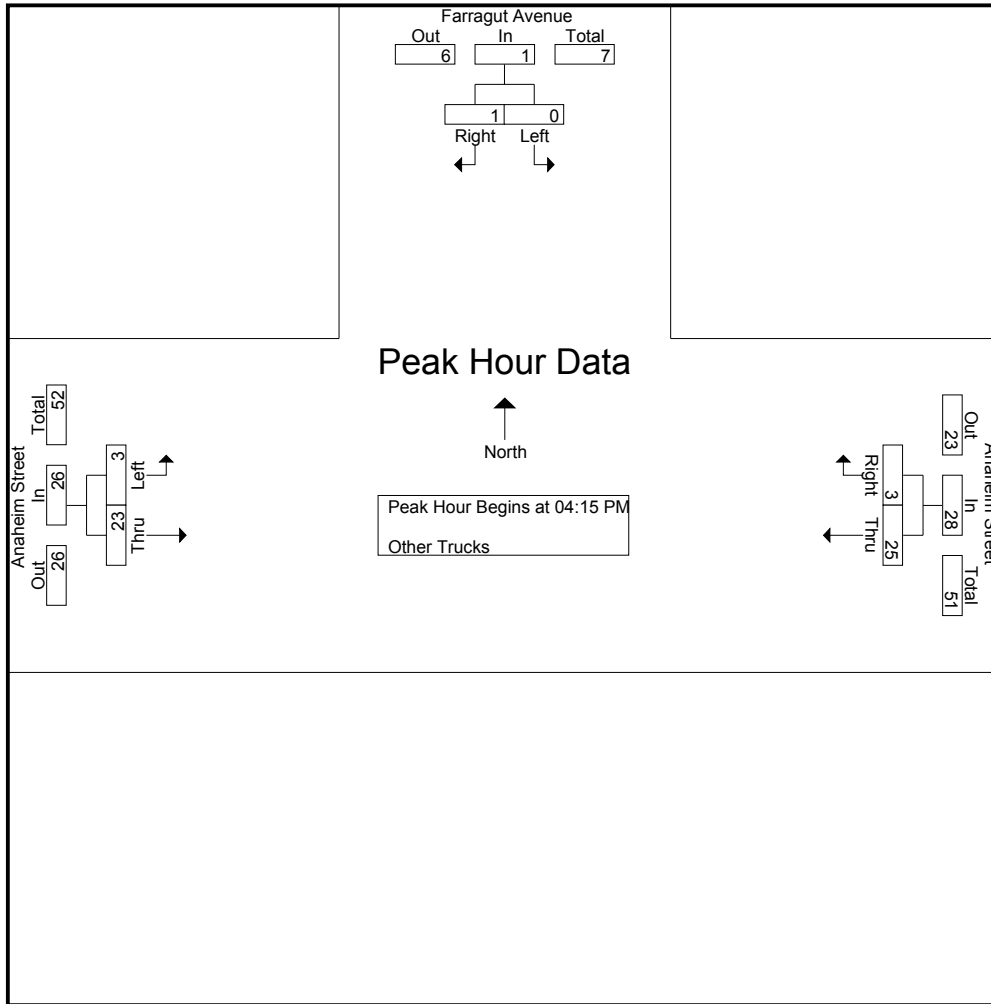 Farragut Avenue
Out In Total
6 1 7
1 0
Right Left
Peak Hour Data
North
Peak Hour Begins at 04:15 PM
Other Trucks
Anaheim Street
Total In Out
52 26 26
3 23
Left Thru
Anaheim Street
Out In Total
23 28 51
3 25
Right Thru